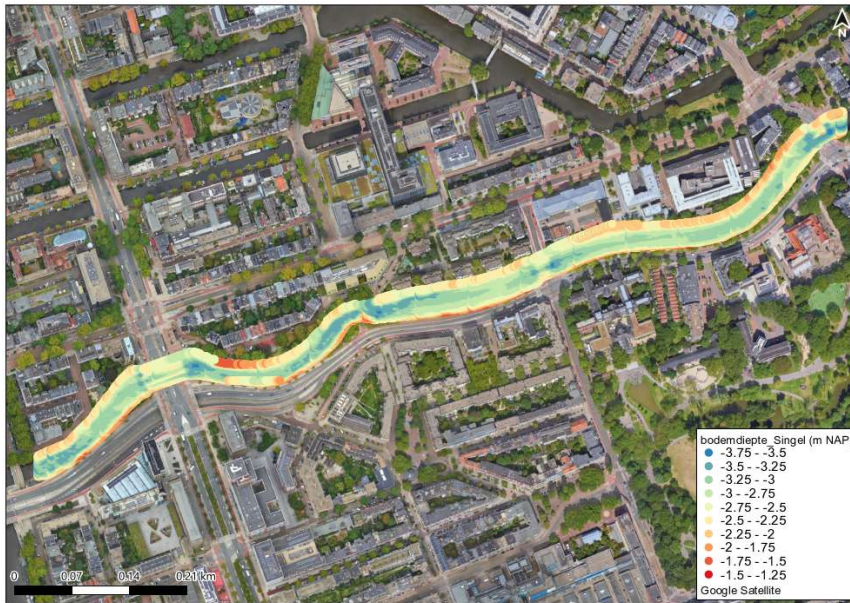 N
bodemdiepte_Singel (m NAP
-3.75 - -3.5
-3.5 - -3.25
-3.25 - -3
-3 - -2.75
-2.75 - -2.5
-2.5 - -2.25
-2.25 - -2
-2 - -1.75
-1.75 - -1.5
-1.5 - -1.25
Google Satellite
0 0.07 0.14 0.21 km